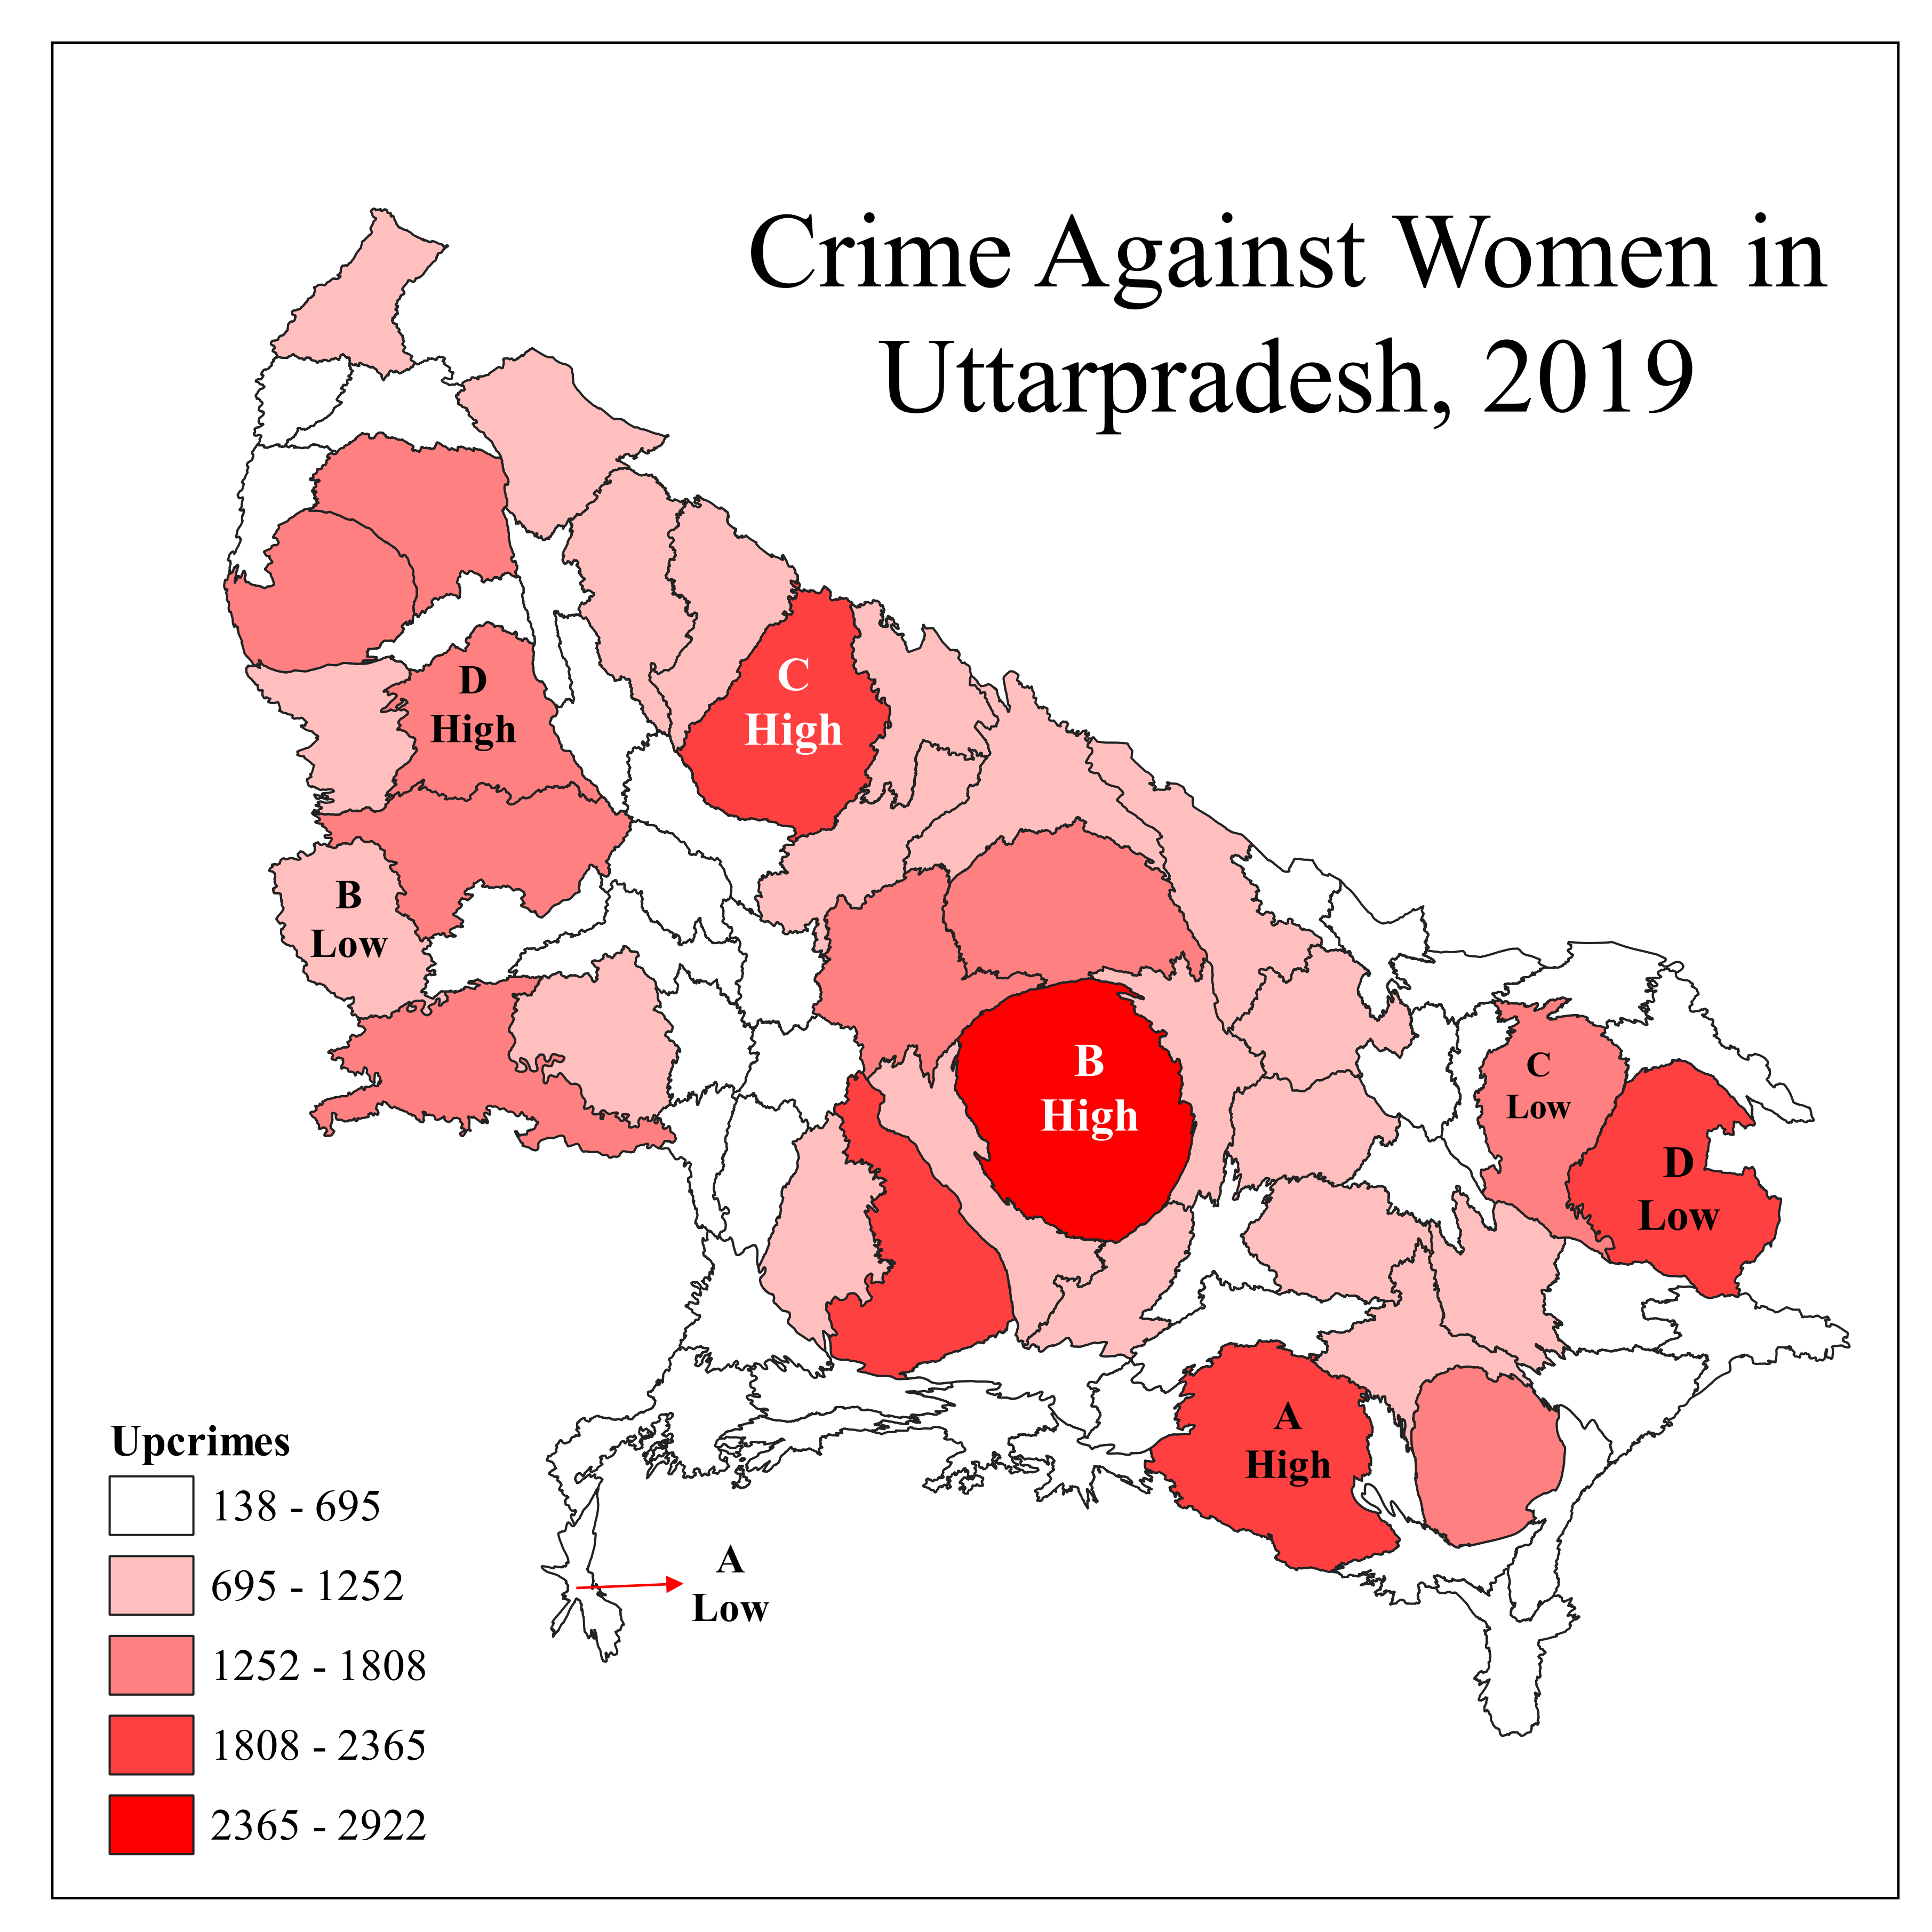 Crime Against Women in
Uttarpradesh, 2019
D
High
C
High
B
Low
B
High
C
Low
D
Low
A
High
A
Low
Upcrimes
138 - 695
695 - 1252
1252 - 1808
1808 - 2365
2365 - 2922